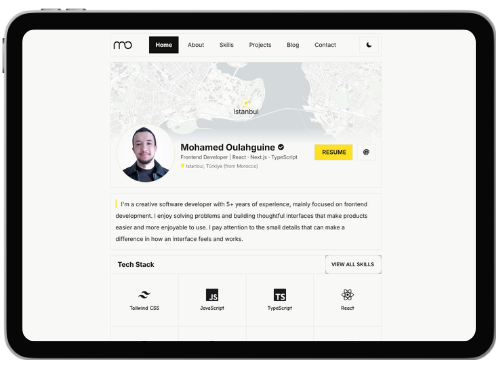 mo
Home
About
Skills
Projects
Blog
Contact
Istanbul
Mohamed Oulahguine
Frontend Developer | React · Next.js · TypeScript
Istanbul, Türkiye (from Morocco)
RESUME
@
I'm a creative software developer with 5+ years of experience, mainly focused on frontend
development. I enjoy solving problems and building thoughtful interfaces that make products
easier and more enjoyable to use. I pay attention to the small details that can make a
difference in how an interface feels and works.
Tech Stack
VIEW ALL SKILLS
JS
TS
Tailwind CSS
JavaScript
TypeScript
React